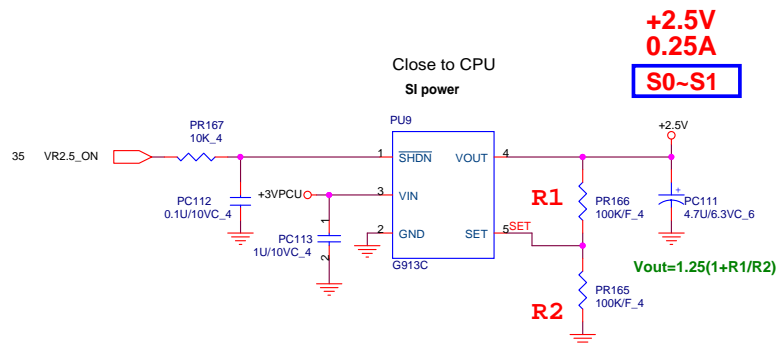 +2.5V
0.25A
S0~S1
Close to CPU
SI power
PU9
+2.5V
PR167
10K_4
35 VR2.5_ON
1 SHDN VOUT 4
PC112
0.1U/10VC_4
+3VPCU
3 VIN
R1
PR166
100K/F_4
+
PC111
4.7U/6.3VC_6
1
PC113
1U/10VC_4
2
2 GND SET 5 SET
G913C
Vout=1.25(1+R1/R2)
R2
PR165
100K/F_4